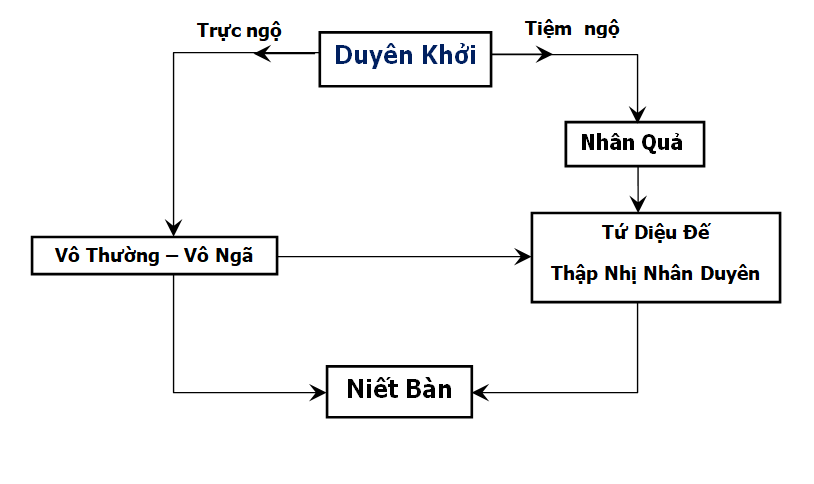 Trực ngộ
Tiệm ngộ
Duyên Khởi
Nhân Quả
Tứ Diệu Đế
Vô Thường – Vô Ngã
Thập Nhị Nhân Duyên
Niết Bàn